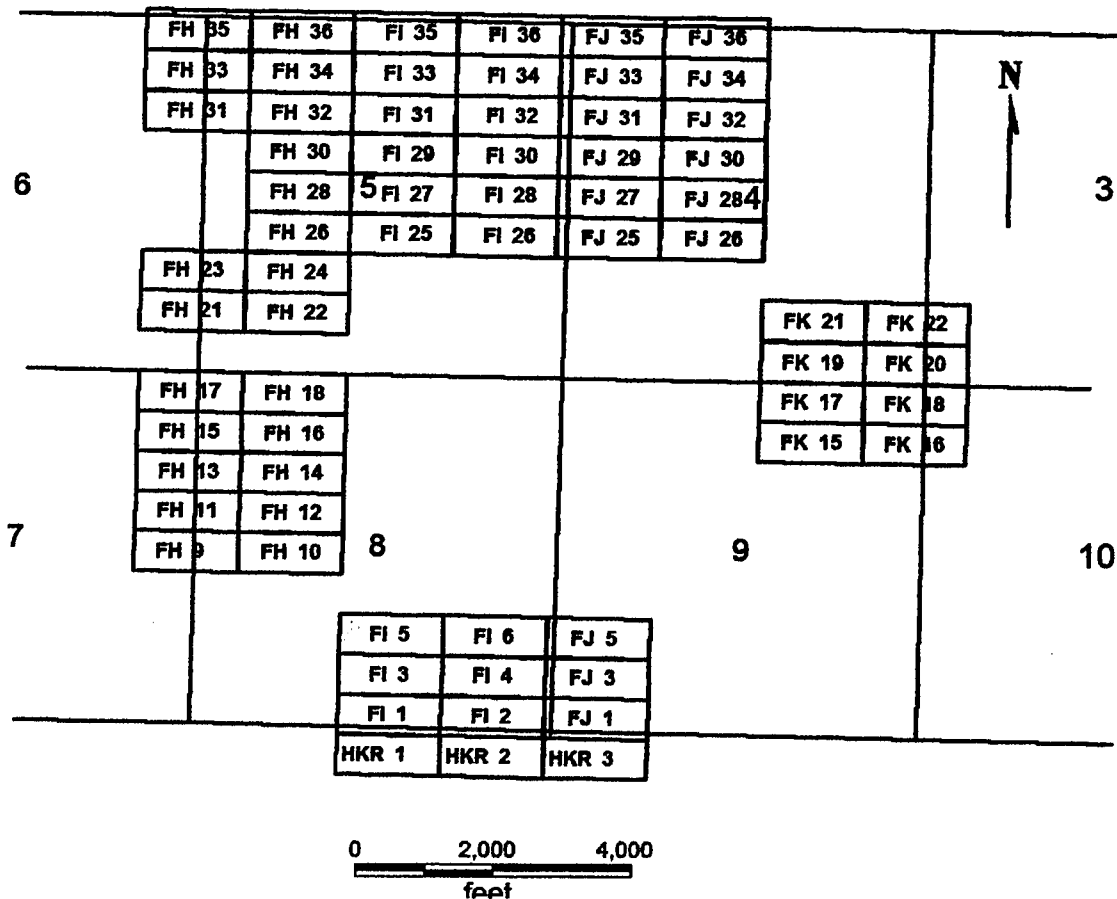 FH 35 FH 36 FI 35 FI 36 FJ 35 FJ 36
FH 33 FH 34 FI 33 FI 34 FJ 33 FJ 34
N
FH 31 FH 32 FI 31 FI 32 FJ 31 FJ 32
FH 30 FI 29 FI 30 FJ 29 FJ 30
6 FH 28 5 FI 27 FI 28 FJ 27 FJ 28 4 3
FH 26 FI 25 FI 26 FJ 25 FJ 26
FH 23 FH 24
FH 21 FH 22 FK 21 FK 22
FK 19 FK 20
FH 17 FH 18 FK 17 FK 18
FH 15 FH 16 FK 15 FK 16
FH 13 FH 14
FH 11 FH 12
7 FH 9 FH 10 8 9 10
FI 5 FI 6 FJ 5
FI 3 FI 4 FJ 3
FI 1 FI 2 FJ 1
HKR 1 HKR 2 HKR 3
0 2,000 4,000
feet